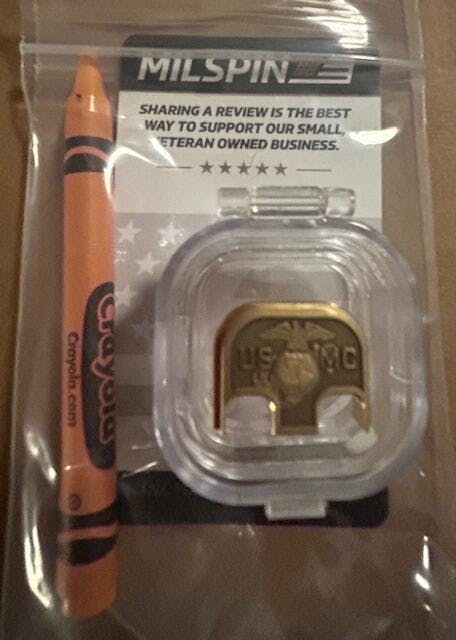 MILSPIN
SHARING A REVIEW IS THE BEST
WAY TO SUPPORT OUR SMALL,
VETERAN OWNED BUSINESS.
US MC
Crayola
Crayola.com